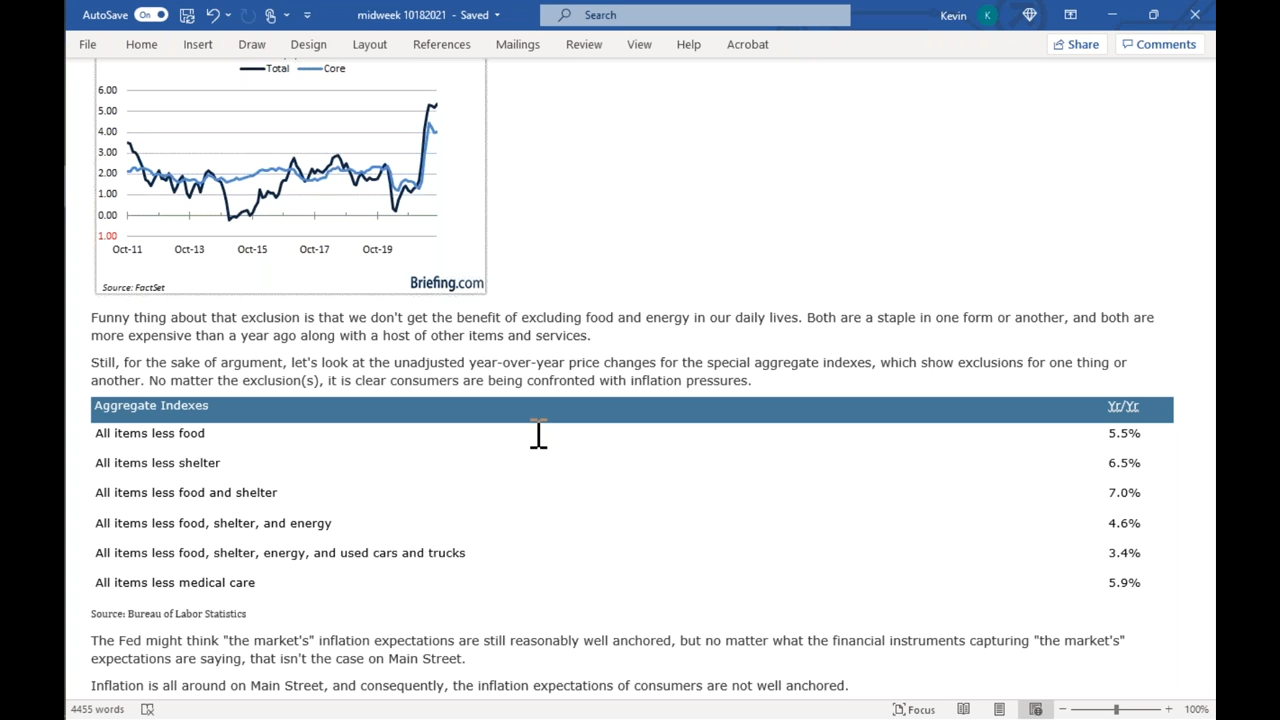 AutoSave On midweek 10182021 - Saved Search Kevin K
File Home Insert Draw Design Layout References Mailings Review View Help Acrobat Share Comments
Total Core
6.00
5.00
4.00
3.00
2.00
1.00
0.00
1.00
Oct-11 Oct-13 Oct-15 Oct-17 Oct-19
Source: FactSet Briefing.com
Funny thing about that exclusion is that we don't get the benefit of excluding food and energy in our daily lives. Both are a staple in one form or another, and both are
more expensive than a year ago along with a host of other items and services.
Still, for the sake of argument, let's look at the unadjusted year-over-year price changes for the special aggregate indexes, which show exclusions for one thing or
another. No matter the exclusion(s), it is clear consumers are being confronted with inflation pressures.
Aggregate Indexes Yr/Yr
All items less food 5.5%
All items less shelter 6.5%
All items less food and shelter 7.0%
All items less food, shelter, and energy 4.6%
All items less food, shelter, energy, and used cars and trucks 3.4%
All items less medical care 5.9%
Source: Bureau of Labor Statistics
The Fed might think "the market's" inflation expectations are still reasonably well anchored, but no matter what the financial instruments capturing "the market's"
expectations are saying, that isn't the case on Main Street.
Inflation is all around on Main Street, and consequently, the inflation expectations of consumers are not well anchored.
4455 words Focus 100%